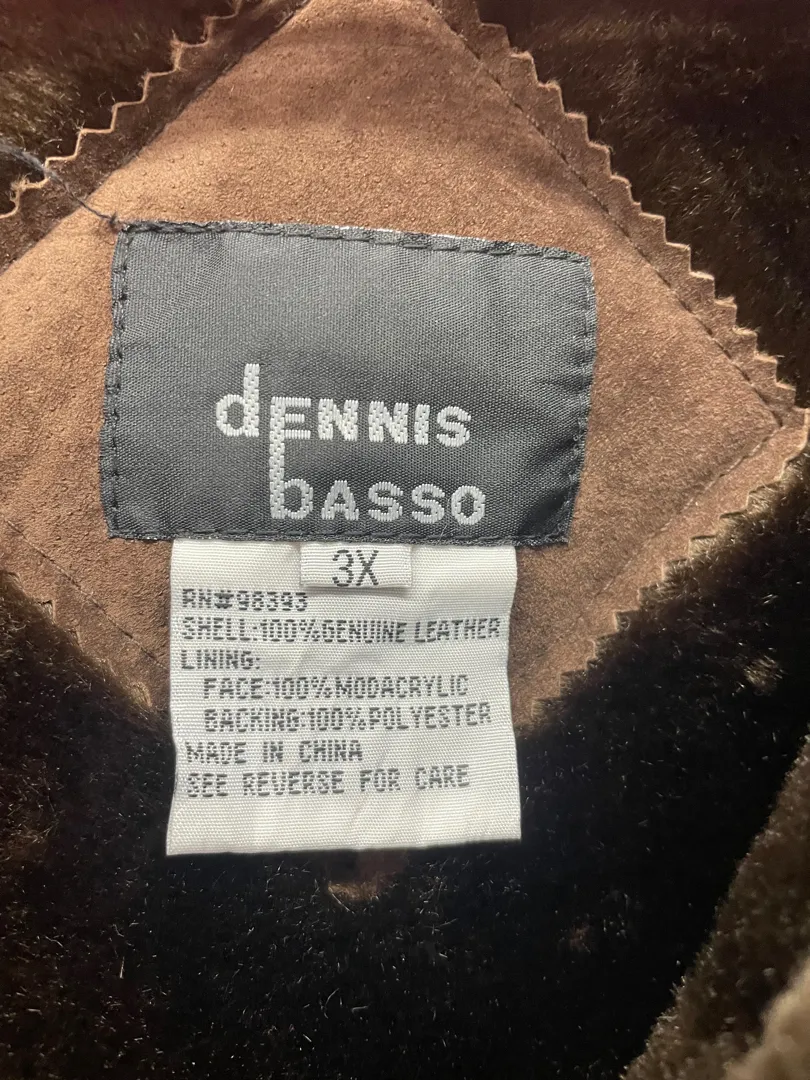 dENNIS
bASSO
3X
RN#98393
SHELL:100%GENUINE LEATHER
LINING:
FACE:100%MODACRYLIC
BACKING:100%POLYESTER
MADE IN CHINA
SEE REVERSE FOR CARE